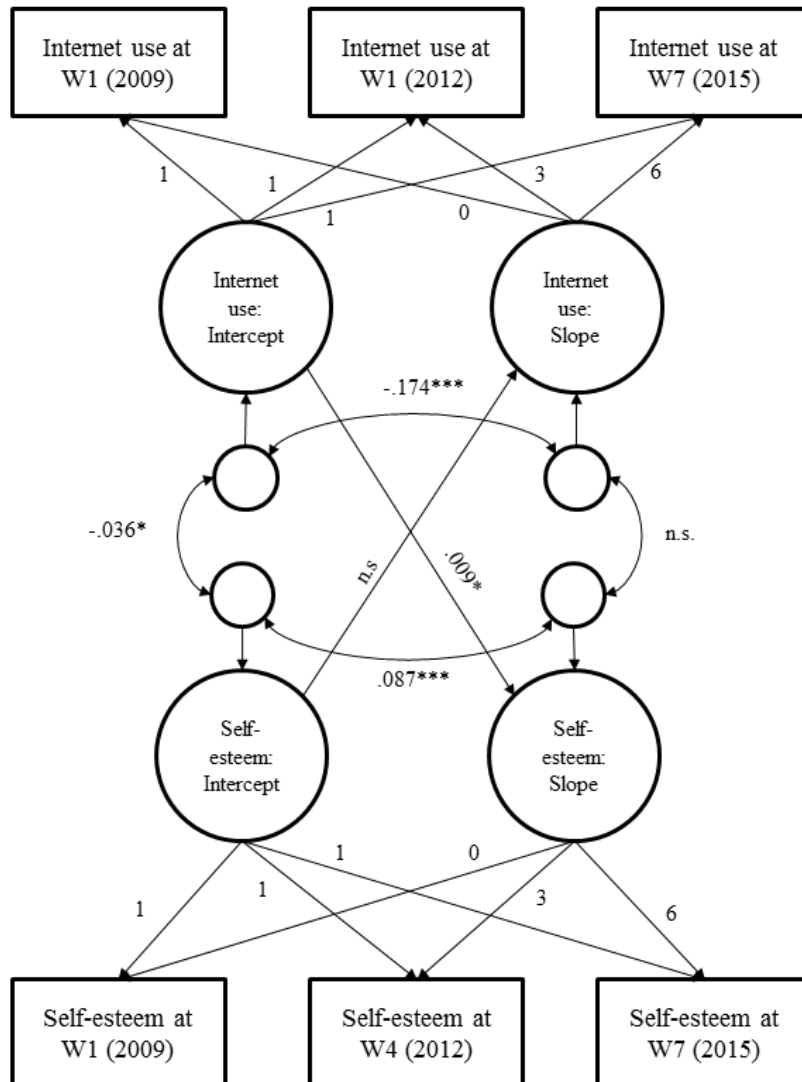 Internet use at
W1 (2009)
Internet use at
W1 (2012)
Internet use at
W7 (2015)
1
1
1
0
3
6
Internet
use:
Intercept
Internet
use:
Slope
-.174***
-.036*
n.s
.009*
n.s.
.087***
Self-
esteem:
Intercept
Self-
esteem:
Slope
1
1
1
0
3
6
Self-esteem at
W1 (2009)
Self-esteem at
W4 (2012)
Self-esteem at
W7 (2015)